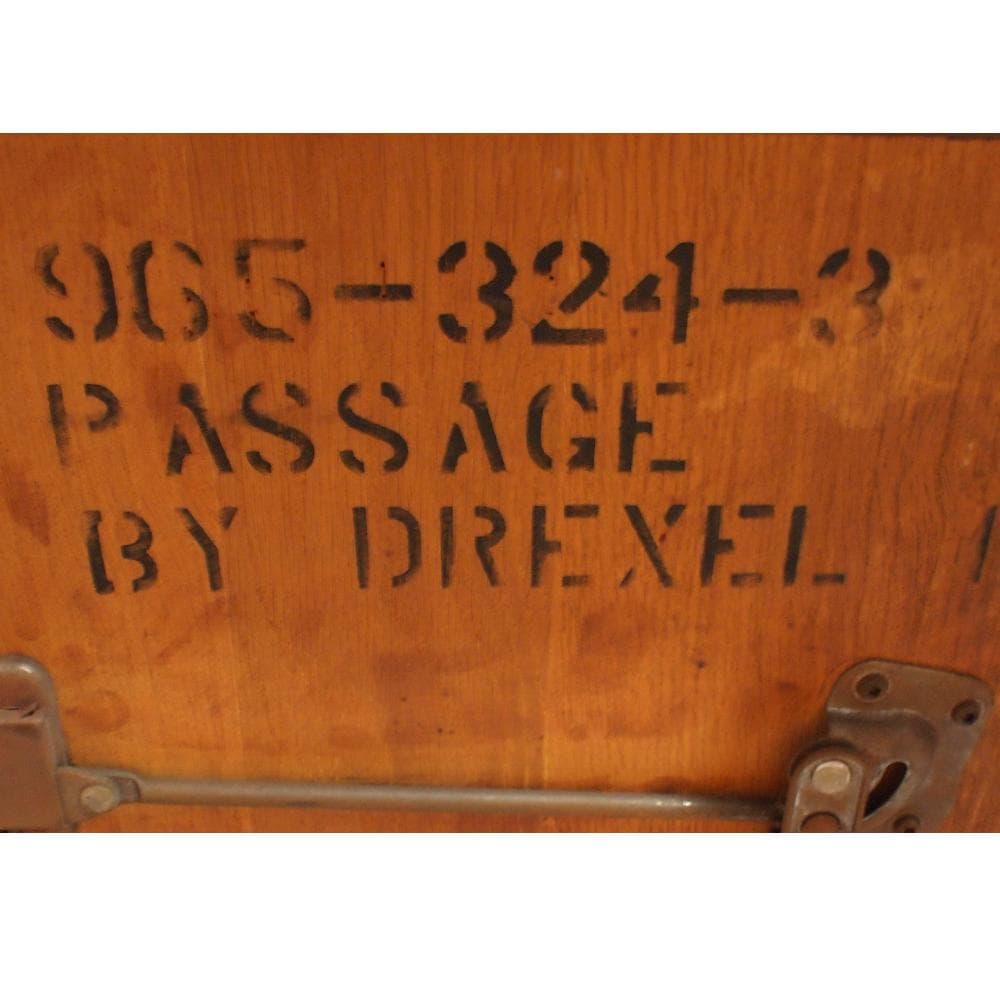 965-324-3
PASSAGE
BY DREXEL